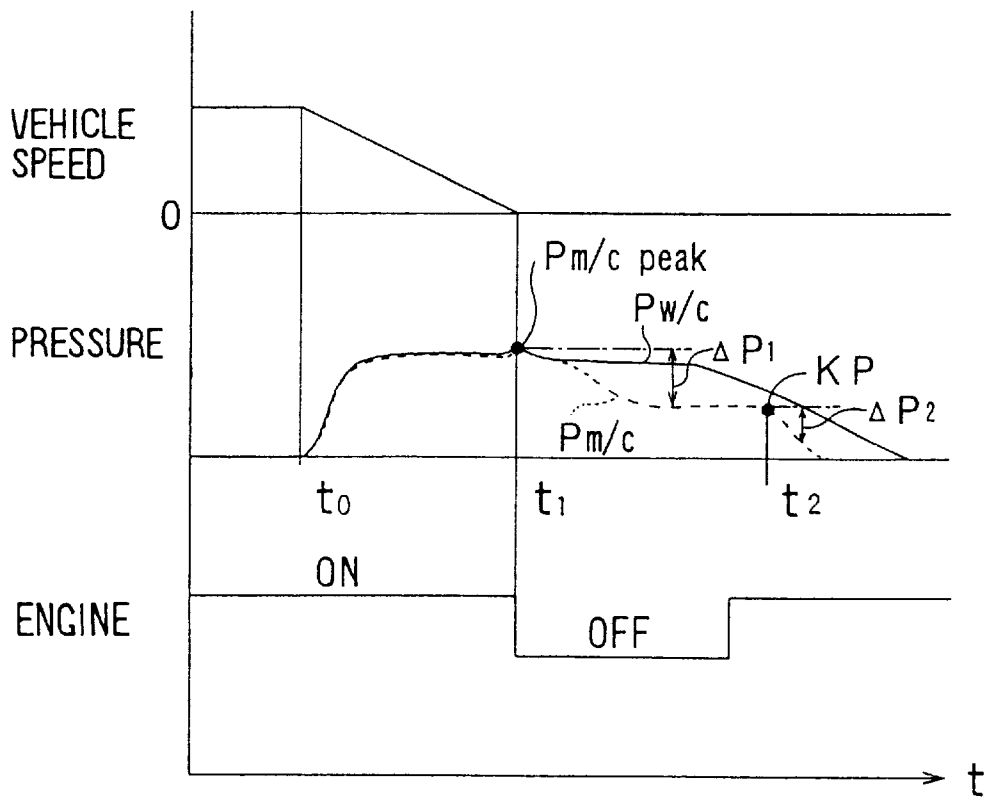 VEHICLE
SPEED
0
Pm/c peak
Pw/c
PRESSURE
ΔP1
KP
ΔP2
Pm/c
t0
t1
t2
ON
ENGINE
OFF
t